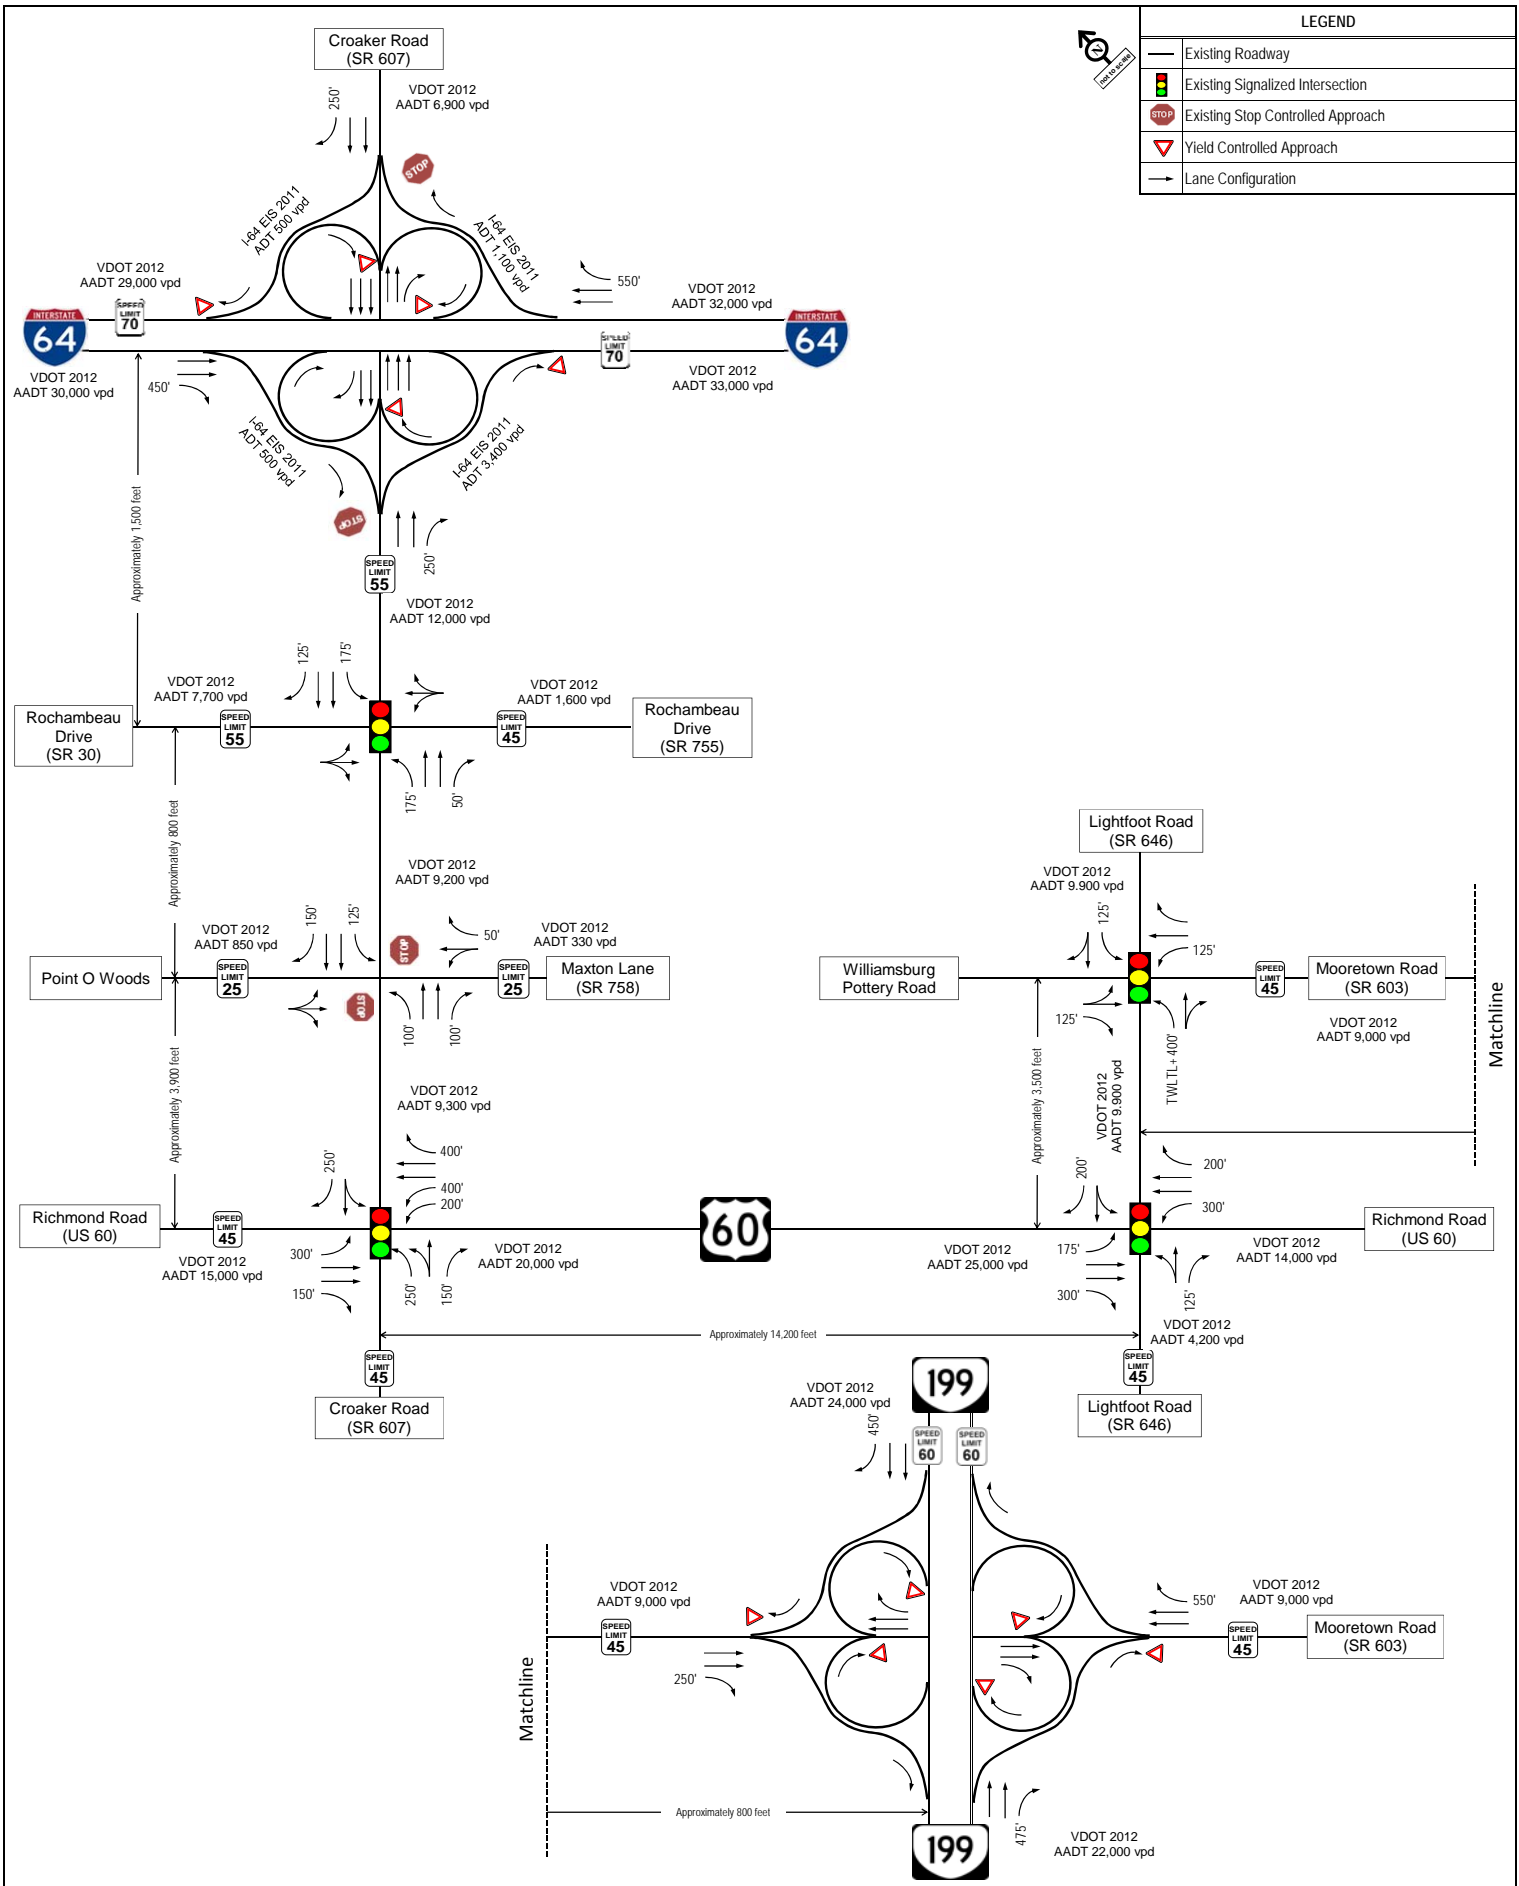 LEGEND
Existing Roadway
Existing Signalized Intersection
STOP
Existing Stop Controlled Approach
Yield Controlled Approach
Lane Configuration
N
not to scale
Croaker Road
(SR 607)
VDOT 2012
AADT 6,900 vpd
250'
STOP
I-64 EIS 2011
ADT 500 vpd
I-64 EIS 2011
ADT 1,100 vpd
VDOT 2012
AADT 29,000 vpd
550'
VDOT 2012
AADT 32,000 vpd
INTERSTATE
64
SPEED
LIMIT
70
INTERSTATE
64
SPEED
LIMIT
70
VDOT 2012
AADT 30,000 vpd
450'
VDOT 2012
AADT 33,000 vpd
I-64 EIS 2011
ADT 500 vpd
I-64 EIS 2011
ADT 3,400 vpd
Approximately 1,500 feet
STOP
250'
SPEED
LIMIT
55
VDOT 2012
AADT 12,000 vpd
125'
175'
VDOT 2012
AADT 7,700 vpd
VDOT 2012
AADT 1,600 vpd
Rochambeau
Drive
(SR 30)
SPEED
LIMIT
55
SPEED
LIMIT
45
Rochambeau
Drive
(SR 755)
175'
50'
Approximately 800 feet
VDOT 2012
AADT 9,200 vpd
150'
125'
VDOT 2012
AADT 850 vpd
STOP
50'
VDOT 2012
AADT 330 vpd
Point O Woods
SPEED
LIMIT
25
SPEED
LIMIT
25
Maxton Lane
(SR 758)
STOP
100'
100'
Approximately 3,900 feet
VDOT 2012
AADT 9,300 vpd
250'
400'
400'
200'
Richmond Road
(US 60)
SPEED
LIMIT
45
VDOT 2012
AADT 15,000 vpd
300'
150'
250'
150'
VDOT 2012
AADT 20,000 vpd
60
Approximately 14,200 feet
SPEED
LIMIT
45
Croaker Road
(SR 607)
Lightfoot Road
(SR 646)
VDOT 2012
AADT 9.900 vpd
125'
125'
Williamsburg
Pottery Road
SPEED
LIMIT
45
Mooretown Road
(SR 603)
125'
TWLTL + 400'
VDOT 2012
AADT 9,000 vpd
Matchline
Approximately 3,500 feet
VDOT 2012
AADT 9.900 vpd
200'
200'
300'
VDOT 2012
AADT 25,000 vpd
175'
300'
125'
VDOT 2012
AADT 14,000 vpd
Richmond Road
(US 60)
VDOT 2012
AADT 4,200 vpd
SPEED
LIMIT
45
Lightfoot Road
(SR 646)
199
VDOT 2012
AADT 24,000 vpd
450'
SPEED
LIMIT
60
SPEED
LIMIT
60
Matchline
VDOT 2012
AADT 9,000 vpd
SPEED
LIMIT
45
250'
550'
VDOT 2012
AADT 9,000 vpd
SPEED
LIMIT
45
Mooretown Road
(SR 603)
Approximately 800 feet
475'
VDOT 2012
AADT 22,000 vpd
199